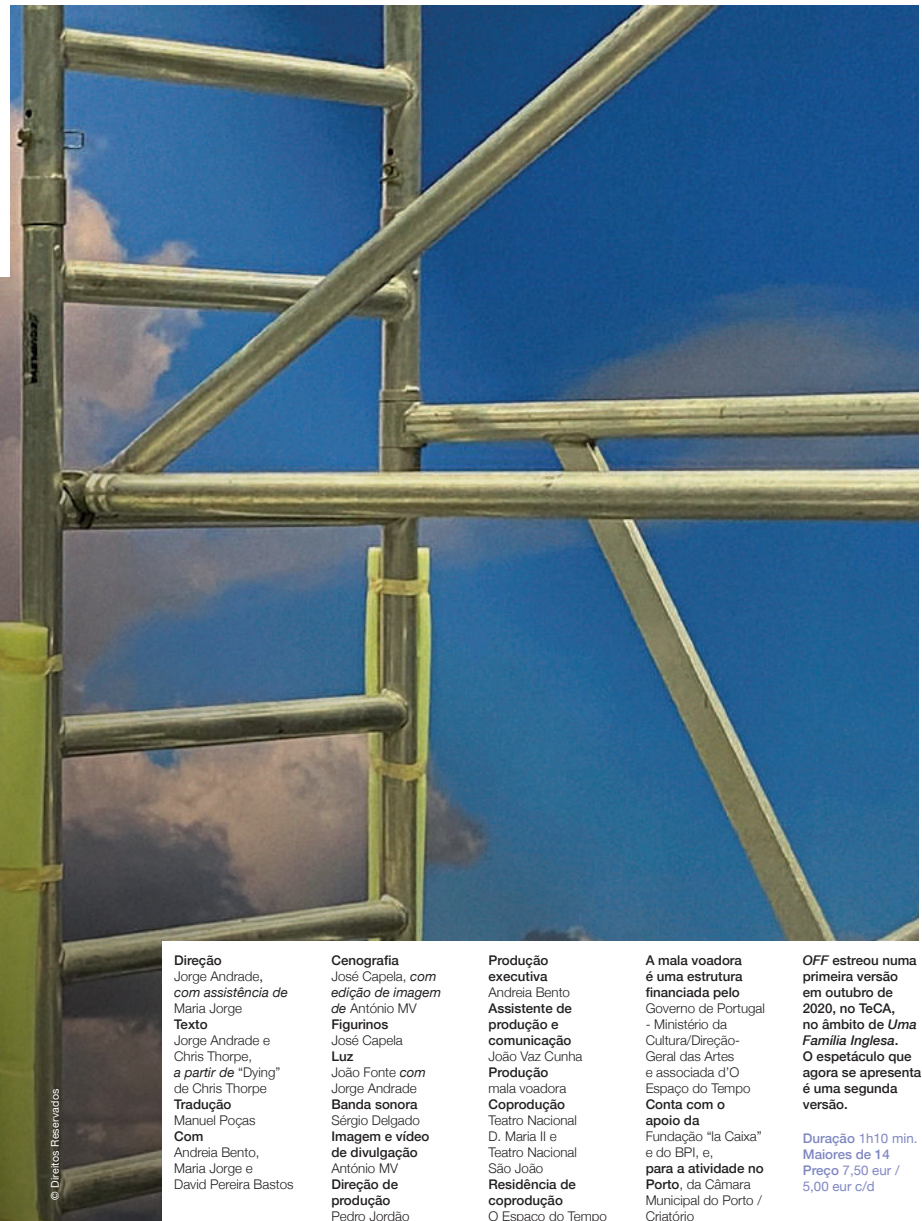 © Direitos Reservados
Direção
Jorge Andrade,
com assistência de
Maria Jorge
Texto
Jorge Andrade e
Chris Thorpe,
a partir de “Dying”
de Chris Thorpe
Tradução
Manuel Poças
Com
Andreia Bento,
Maria Jorge e
David Pereira Bastos
Cenografia
José Capela, com
edição de imagem
de António MV
Figurinos
José Capela
Luz
João Fonte com
Jorge Andrade
Banda sonora
Sérgio Delgado
Imagem e vídeo
de divulgação
António MV
Direção de
produção
Pedro Jordão
Produção
executiva
Andreia Bento
Assistente de
produção e
comunicação
João Vaz Cunha
Produção
mala voadora
Coprodução
Teatro Nacional
D. Maria II e
Teatro Nacional
São João
Residência de
coprodução
O Espaço do Tempo
A mala voadora
é uma estrutura
financiada pelo
Governo de Portugal
- Ministério da
Cultura/Direção-
Geral das Artes
e associada d’O
Espaço do Tempo
Conta com o
apoio da
Fundação “la Caixa”
e do BPI, e,
para a atividade no
Porto, da Câmara
Municipal do Porto /
Criatório
OFF estreou numa
primeira versão
em outubro de
2020, no TeCA,
no âmbito de Uma
Família Inglesa.
O espetáculo que
agora se apresenta
é uma segunda
versão.
Duração 1h10 min.
Maiores de 14
Preço 7,50 eur /
5,00 eur c/d